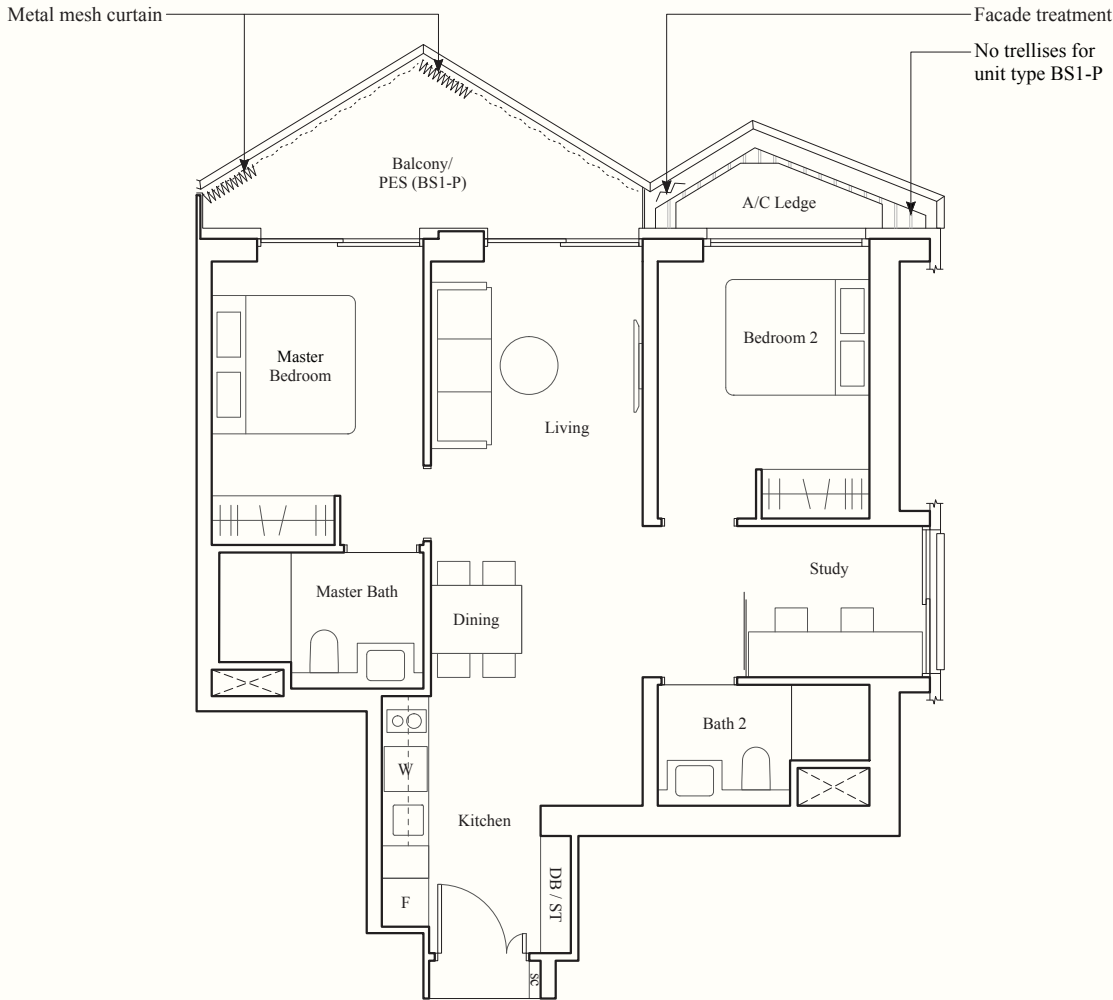 Metal mesh curtain
Facade treatment
No trellises for
unit type BS1-P
Balcony/
PES (BS1-P)
A/C Ledge
Master
Bedroom
Bedroom 2
Living
Study
Master Bath
Dining
Bath 2
W
Kitchen
DB / ST
F
SC